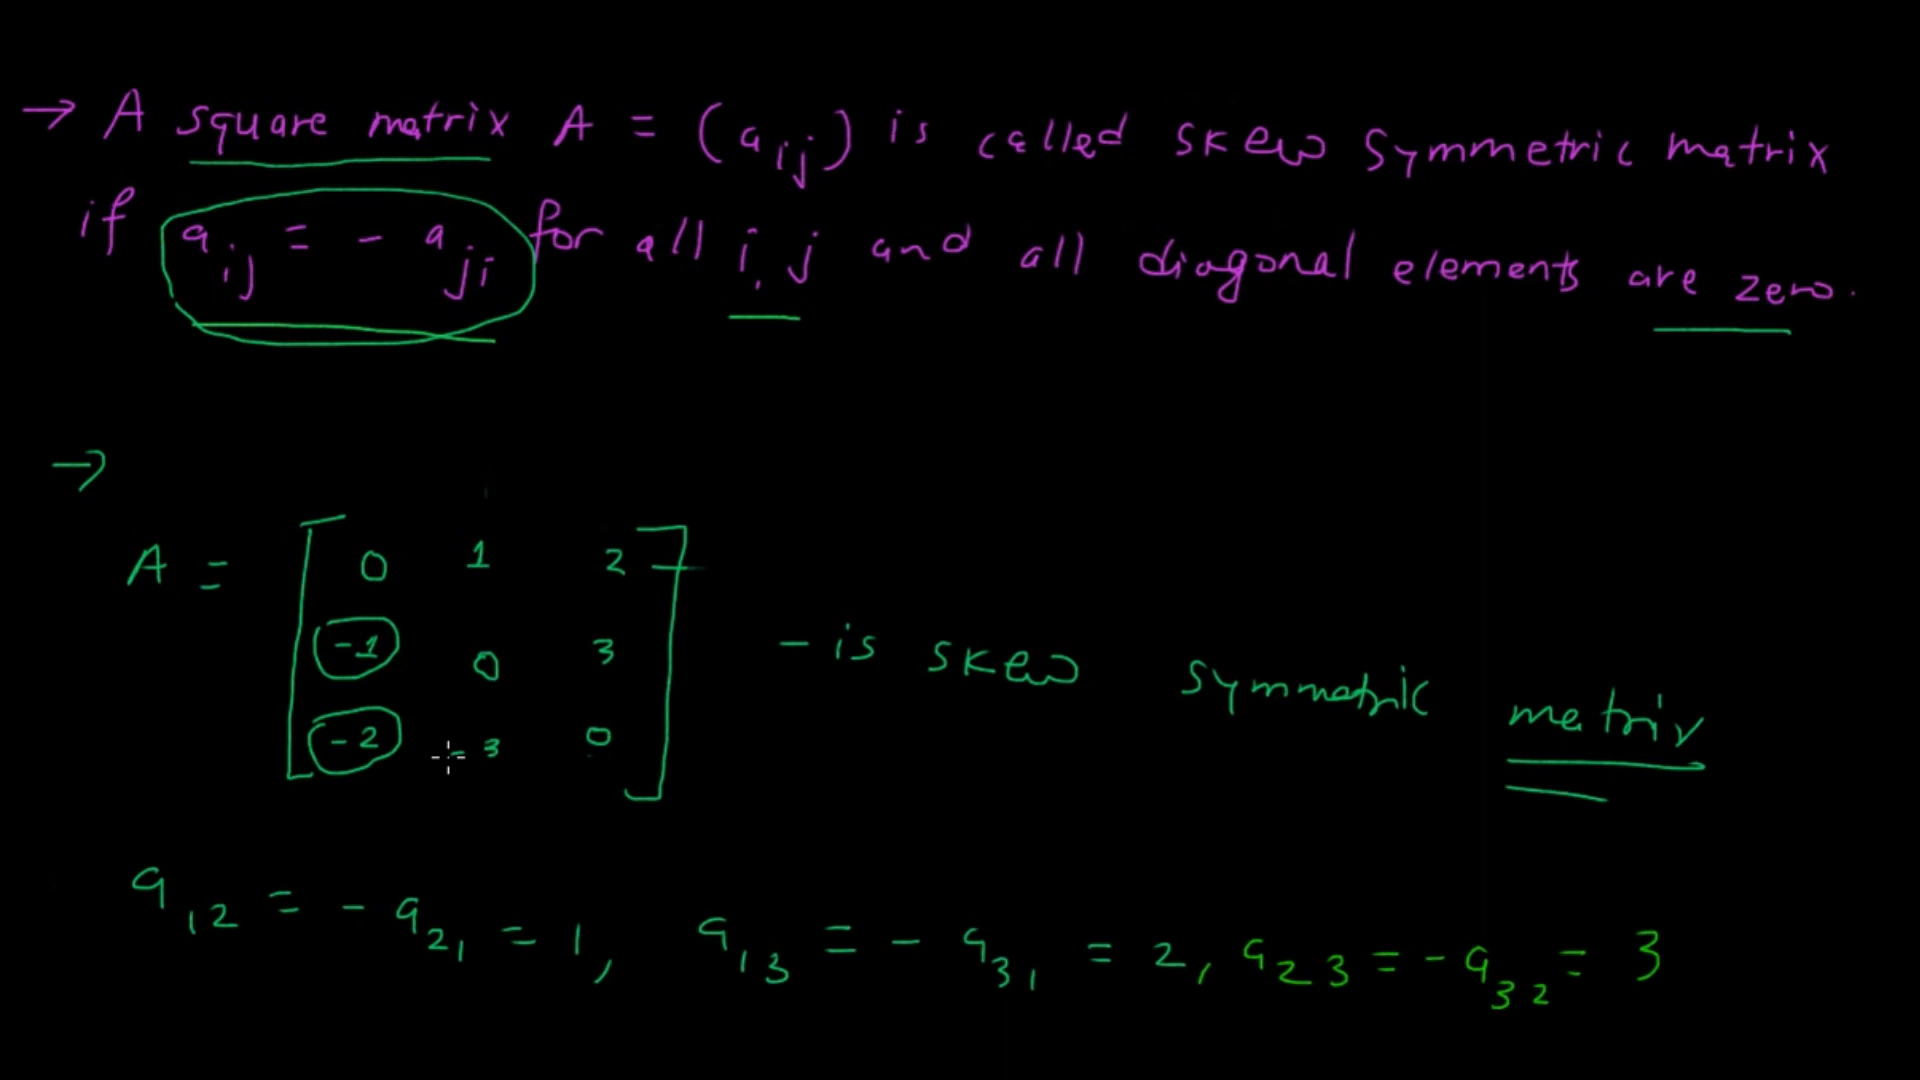 → A square matrix A = (aij) is called skew symmetric matrix
if aij = - aji for all i, j and all diagonal elements are zero.
→
A = [ 0 1 2
-1 0 3
-2 -3 0 ] - is skew symmetric matrix
a12 = - a21 = 1, a13 = - a31 = 2, a23 = - a32 = 3